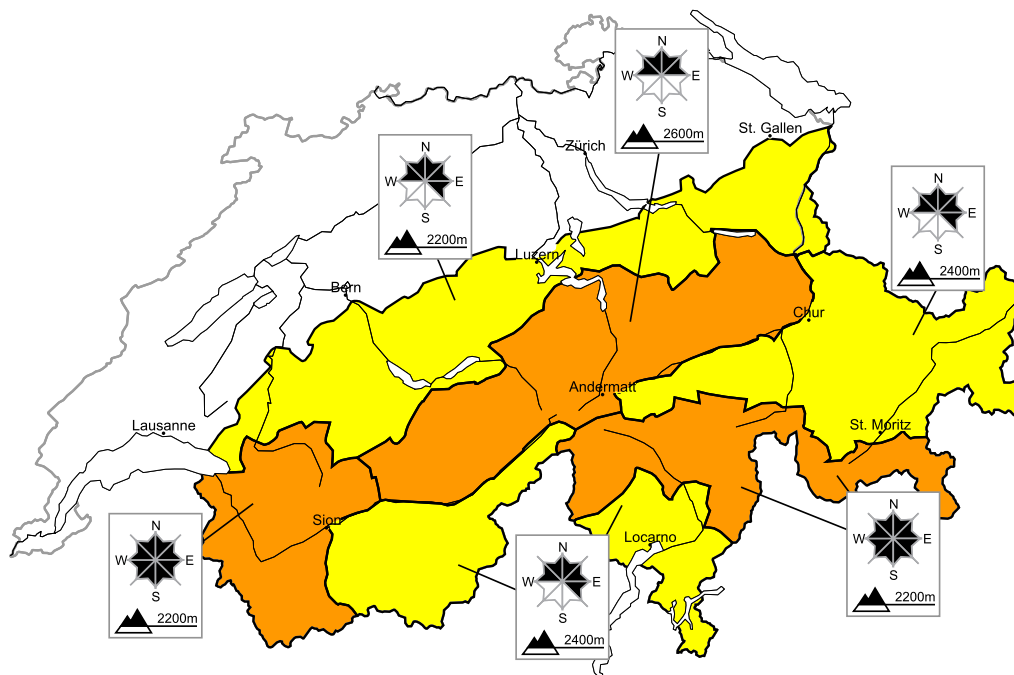 N
W E
S
2600m
St. Gallen
Zürich
N
W E
S
2200m
N
W E
S
2400m
Luzern
Bern
Chur
Andermatt
Lausanne
St. Moritz
Sion
N
W E
S
2200m
Locarno
N
W E
S
2400m
N
W E
S
2200m